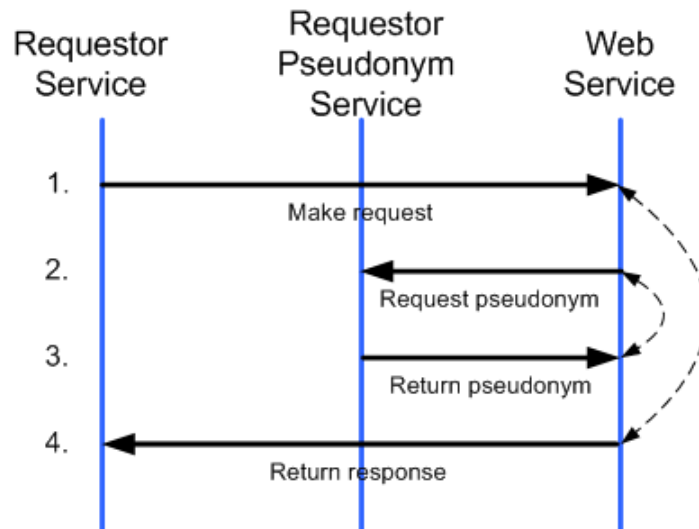 Requestor
Service
Requestor
Pseudonym
Service
Web
Service
1.
Make request
2.
Request pseudonym
3.
Return pseudonym
4.
Return response